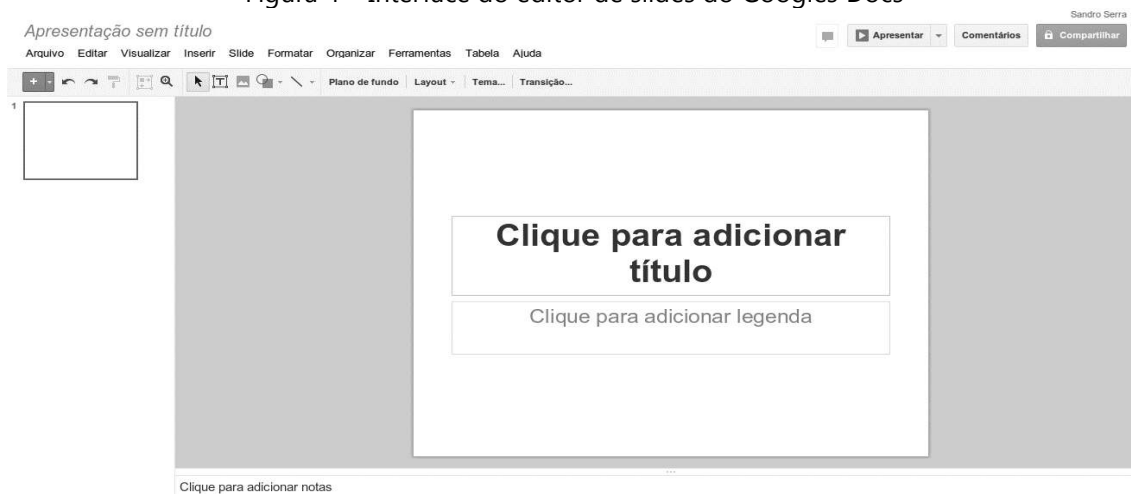 Figura 4 - Interface do editor de slides do Googles Docs
Sandro Serra
Apresentação sem título
Apresentar
Comentários
Compartilhar
Arquivo Editar Visualizar Inserir Slide Formatar Organizar Ferramentas Tabela Ajuda
Plano de fundo Layout Tema... Transição...
1
Clique para adicionar
título
Clique para adicionar legenda
Clique para adicionar notas